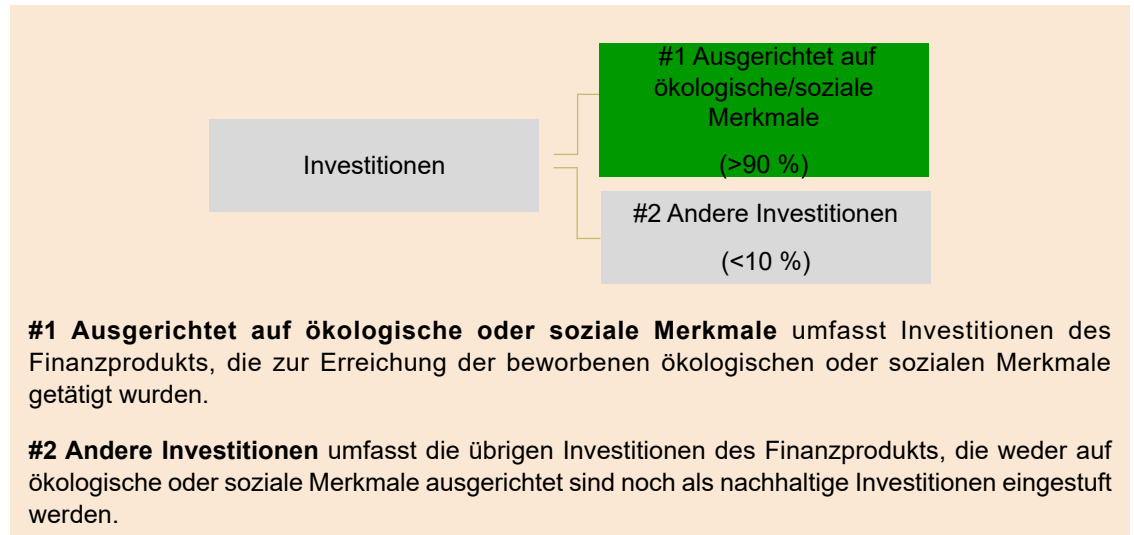 #1 Ausgerichtet auf
ökologische/soziale
Merkmale
(>90 %)
Investitionen
#2 Andere Investitionen
(<10 %)
#1 Ausgerichtet auf ökologische oder soziale Merkmale umfasst Investitionen des
Finanzprodukts, die zur Erreichung der beworbenen ökologischen oder sozialen Merkmale
getätigt wurden.
#2 Andere Investitionen umfasst die übrigen Investitionen des Finanzprodukts, die weder auf
ökologische oder soziale Merkmale ausgerichtet sind noch als nachhaltige Investitionen eingestuft
werden.